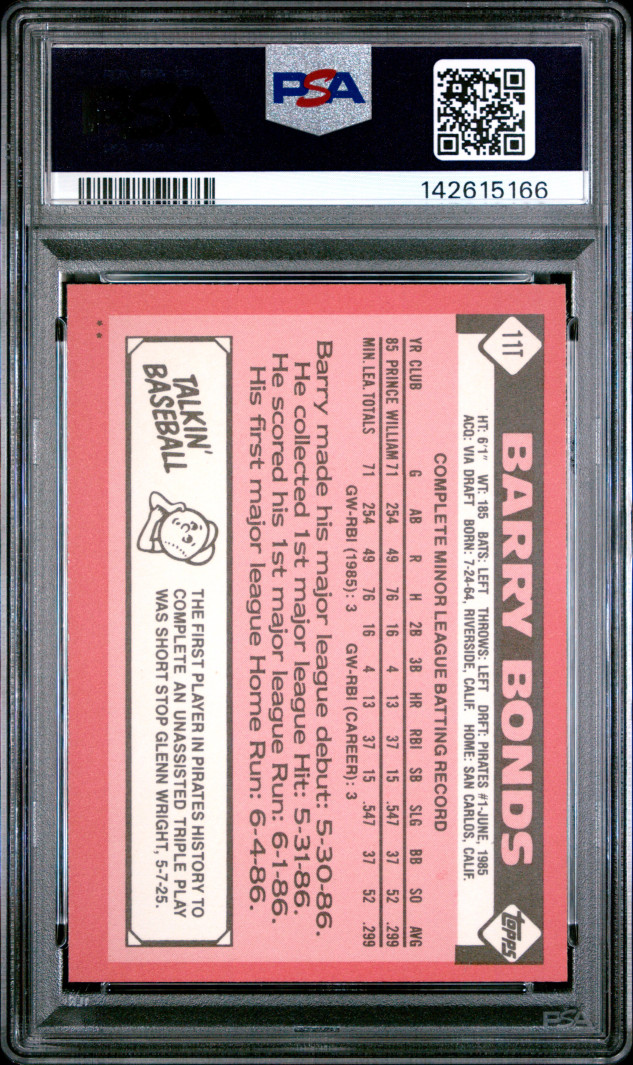 PSA
142615166
11T
BARRY BONDS
topps
HT: 6'1" WT: 185 BATS: LEFT THROWS: LEFT DRFT: PIRATES #1-JUNE, 1985
ACQ: VIA DRAFT BORN: 7-24-64, RIVERSIDE, CALIF. HOME: SAN CARLOS, CALIF.
COMPLETE MINOR LEAGUE BATTING RECORD
YR CLUB G AB R H 2B 3B HR RBI SB SLG BB SO AVG
85 PRINCE WILLIAM 71 254 49 76 16 4 13 37 15 .547 37 52 .299
MIN. LEA. TOTALS 71 254 49 76 16 4 13 37 15 .547 37 52 .299
GW-RBI (1985): 3 GW-RBI (CAREER): 3
Barry made his major league debut: 5-30-86.
He collected 1st major league Hit: 5-31-86.
He scored his 1st major league Run: 6-1-86.
His first major league Home Run: 6-4-86.
TALKIN'
BASEBALL
THE FIRST PLAYER IN PIRATES HISTORY TO
COMPLETE AN UNASSISTED TRIPLE PLAY
WAS SHORT STOP GLENN WRIGHT, 5-7-25.
**
PSA